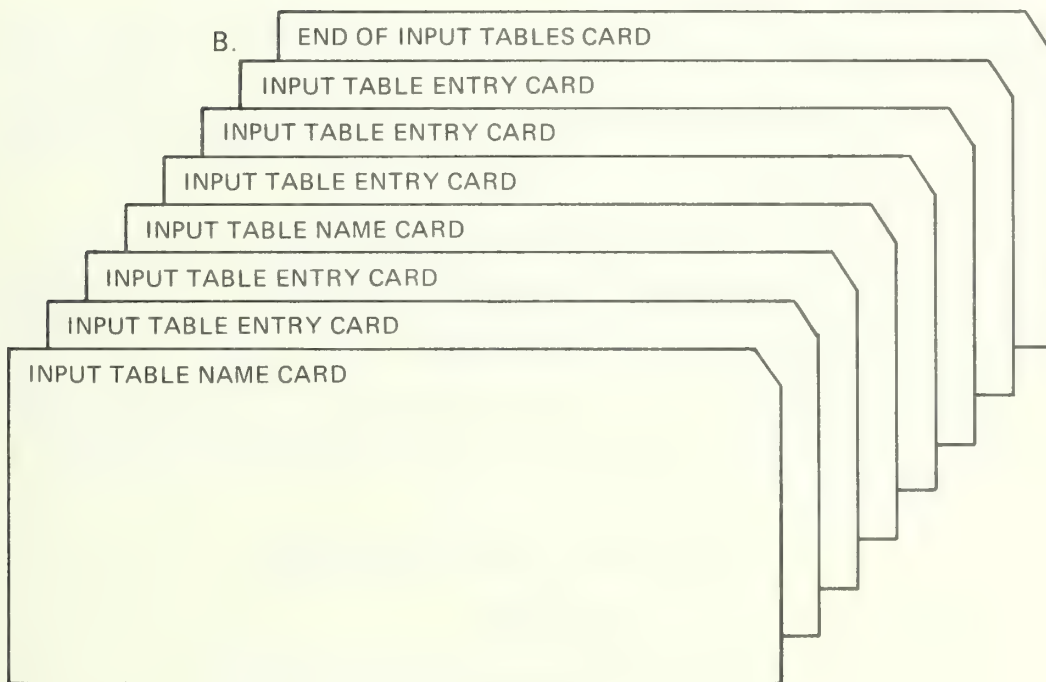 B.
END OF INPUT TABLES CARD
INPUT TABLE ENTRY CARD
INPUT TABLE ENTRY CARD
INPUT TABLE ENTRY CARD
INPUT TABLE NAME CARD
INPUT TABLE ENTRY CARD
INPUT TABLE ENTRY CARD
INPUT TABLE NAME CARD